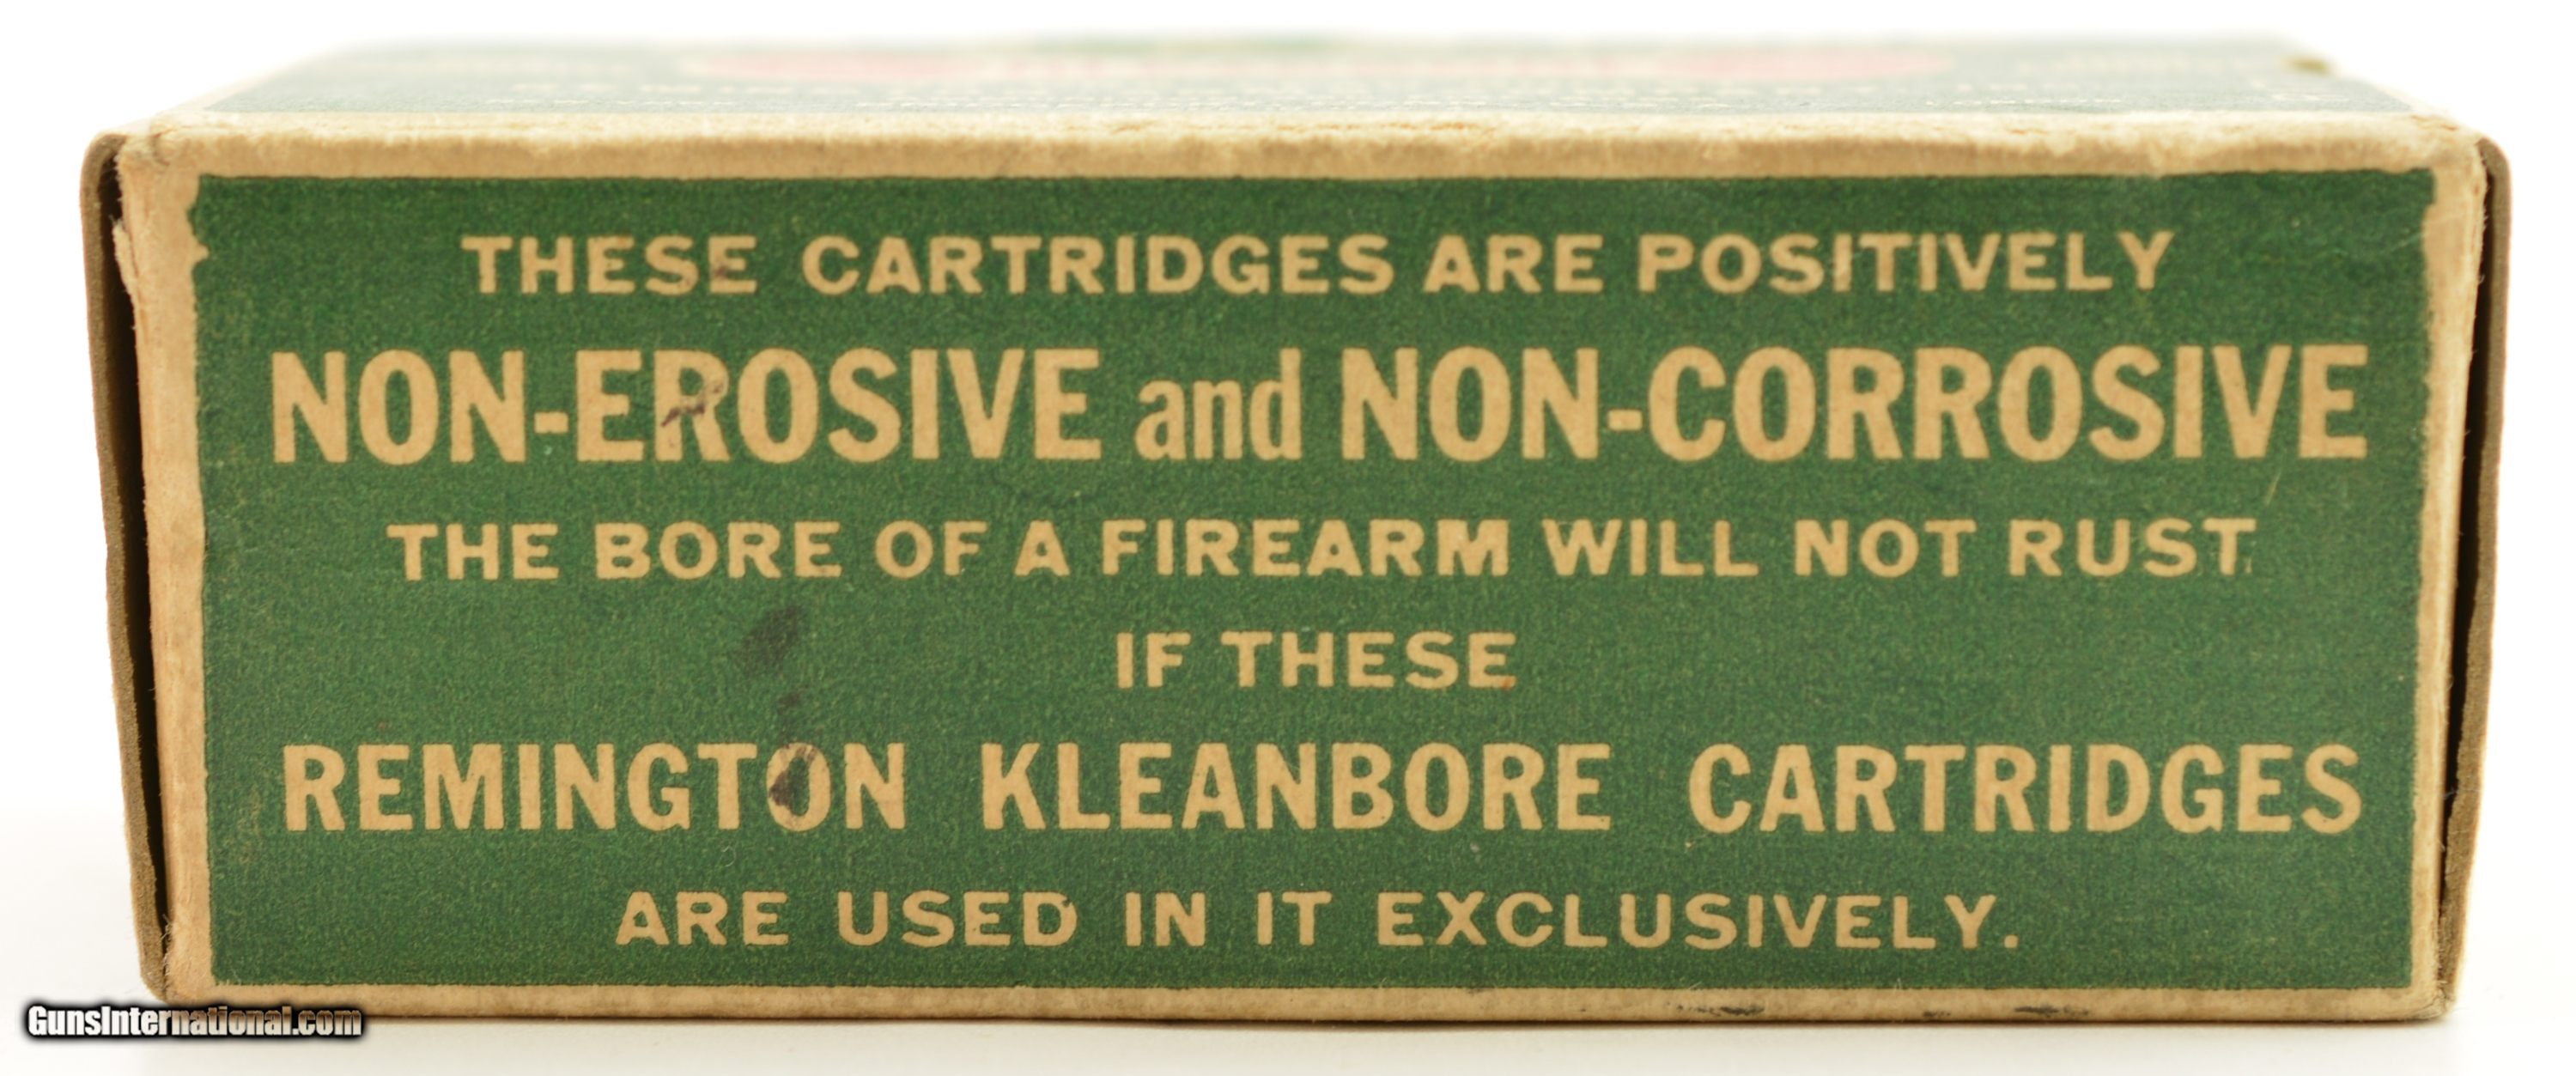 THESE CARTRIDGES ARE POSITIVELY
NON-EROSIVE and NON-CORROSIVE
THE BORE OF A FIREARM WILL NOT RUST
IF THESE
REMINGTON KLEANBORE CARTRIDGES
ARE USED IN IT EXCLUSIVELY.
GunsInternational.com